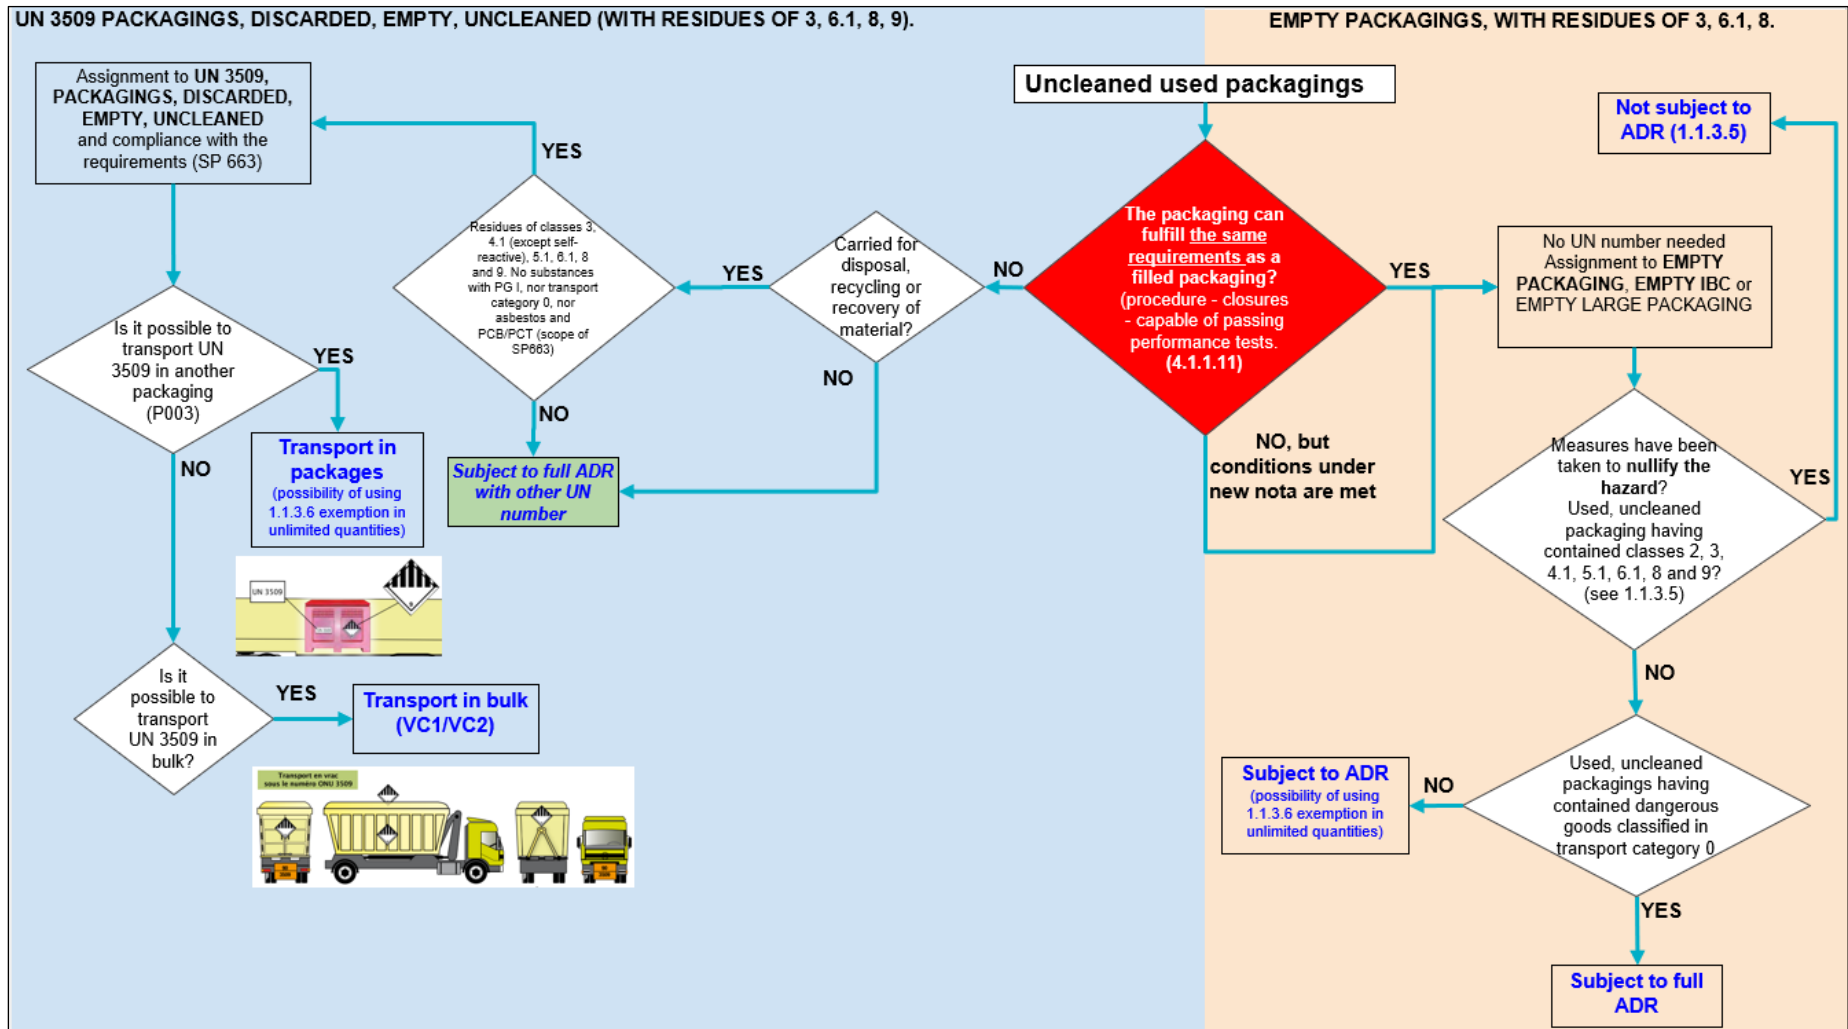 UN 3509 PACKAGINGS, DISCARDED, EMPTY, UNCLEANED (WITH RESIDUES OF 3, 6.1, 8, 9).
EMPTY PACKAGINGS, WITH RESIDUES OF 3, 6.1, 8.
Assignment to UN 3509,
PACKAGINGS, DISCARDED,
EMPTY, UNCLEANED
and compliance with the
requirements (SP 663)
Uncleaned used packagings
Not subject to
ADR (1.1.3.5)
YES
Residues of classes 3,
4.1 (except self-
reactive), 5.1, 6.1, 8
and 9. No substances
with PG I, nor transport
category 0, nor
asbestos and
PCB/PCT (scope of
SP663)
YES
Carried for
disposal,
recycling or
recovery of
material?
NO
The packaging can
fulfill the same
requirements as a
filled packaging?
(procedure - closures
- capable of passing
performance tests.
(4.1.1.11)
YES
No UN number needed
Assignment to EMPTY
PACKAGING, EMPTY IBC or
EMPTY LARGE PACKAGING
Is it possible to
transport UN
3509 in another
packaging
(P003)
YES
NO
NO
NO
Transport in
packages
(possibility of using
1.1.3.6 exemption in
unlimited quantities)
Subject to full ADR
with other UN
number
NO, but
conditions under
new nota are met
Measures have been
taken to nullify the
hazard?
Used, uncleaned
packaging having
contained classes 2, 3,
4.1, 5.1, 6.1, 8 and 9?
(see 1.1.3.5)
YES
NO
UN 3509
Is it
possible to
transport
UN 3509 in
bulk?
YES
Transport in bulk
(VC1/VC2)
Transport en vrac
sous le numéro ONU 3509
Subject to ADR
(possibility of using
1.1.3.6 exemption in
unlimited quantities)
NO
Used, uncleaned
packagings having
contained dangerous
goods classified in
transport category 0
YES
Subject to full
ADR